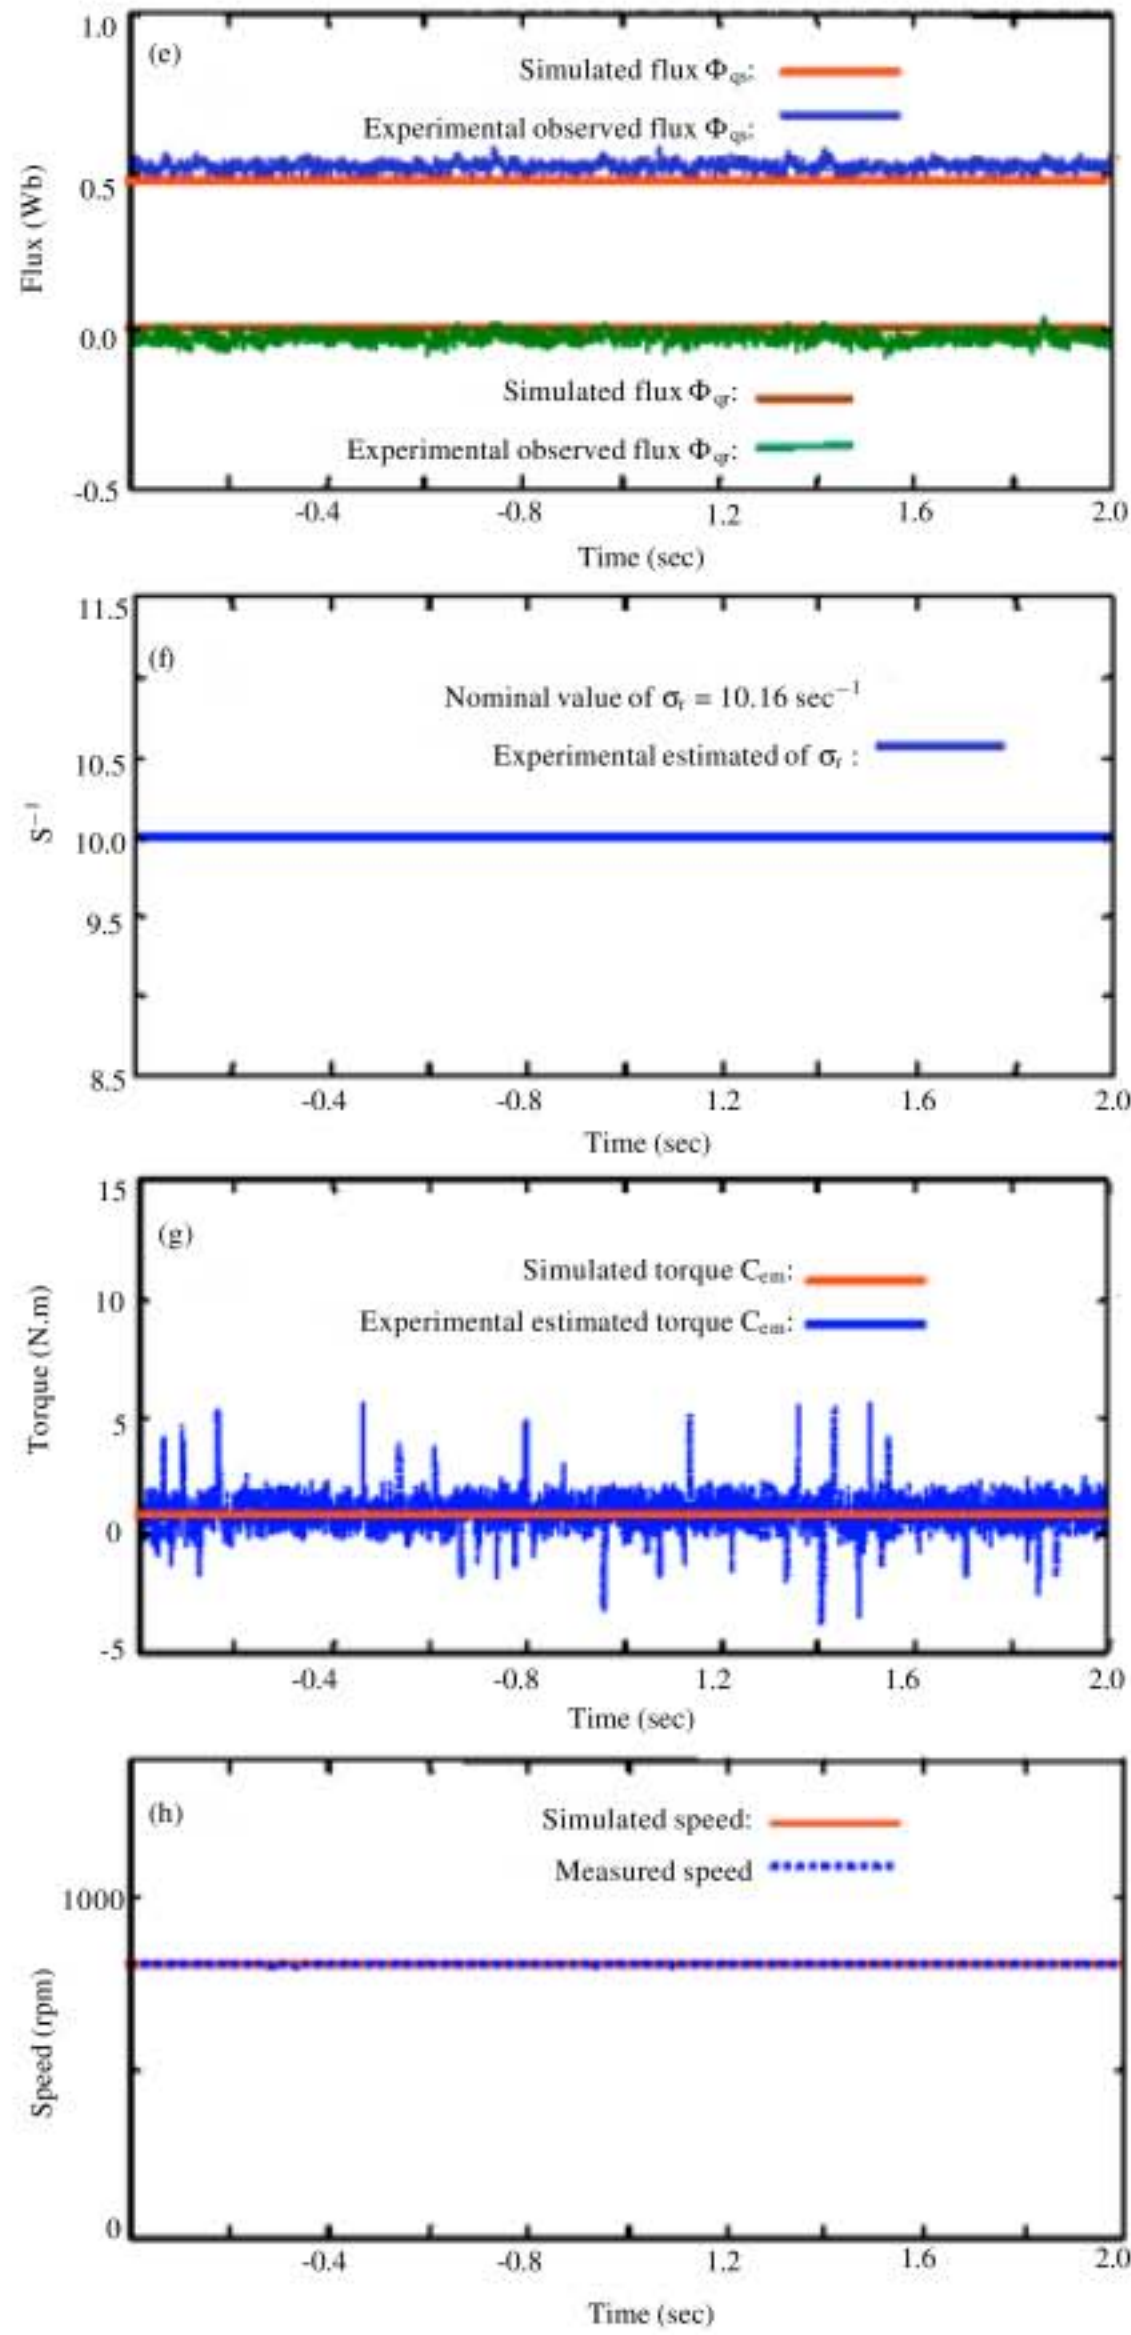 (e)
1.0
0.5
0.0
-0.5
Flux (Wb)
Simulated flux Φqs:
Experimental observed flux Φqs:
Simulated flux Φqr:
Experimental observed flux Φqr:
-0.4 -0.8 1.2 1.6 2.0
Time (sec)
(f)
11.5
10.5
10.0
9.5
8.5
S⁻¹
Nominal value of σr = 10.16 sec⁻¹
Experimental estimated of σr :
-0.4 -0.8 1.2 1.6 2.0
Time (sec)
(g)
15
10
5
0
-5
Torque (N.m)
Simulated torque Cem:
Experimental estimated torque Cem:
-0.4 -0.8 1.2 1.6 2.0
Time (sec)
(h)
1000
0
Speed (rpm)
Simulated speed:
Measured speed
-0.4 -0.8 1.2 1.6 2.0
Time (sec)